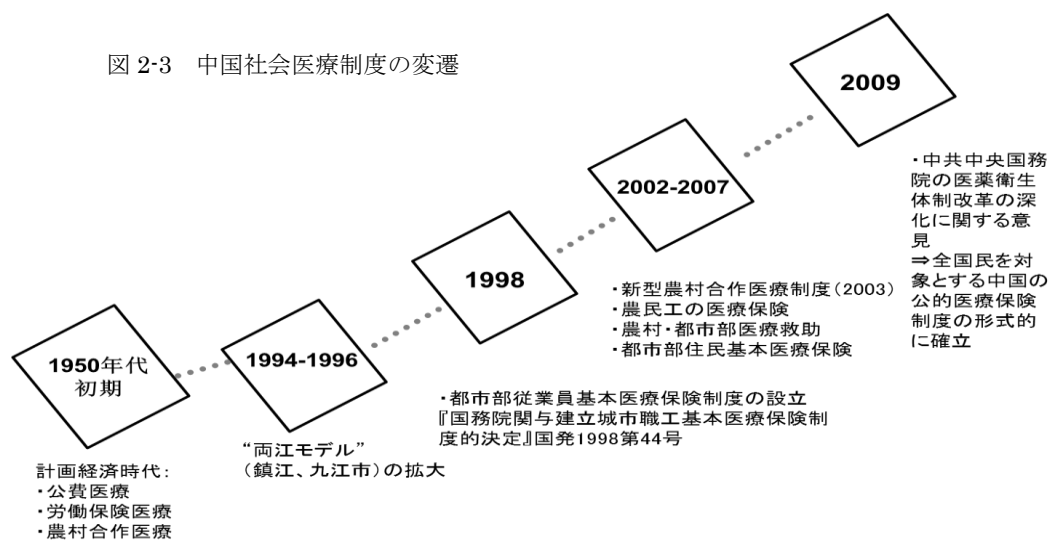 図 2-3　中国社会医療制度の変遷
1950年代
初期
計画経済時代：
・公費医療
・労働保険医療
・農村合作医療
1994-1996
“両江モデル”
（鎮江、九江市）の拡大
1998
・都市部従業員基本医療保険制度の設立
『国務院関与建立城市職工基本医療保険制
度的決定』国発1998第44号
2002-2007
・新型農村合作医療制度（2003）
・農民工の医療保険
・農村・都市部医療救助
・都市部住民基本医療保険
2009
・中共中央国務
院の医薬衛生
体制改革の深
化に関する意
見
⇒全国民を対
象とする中国の
公的医療保険
制度の形式的
に確立